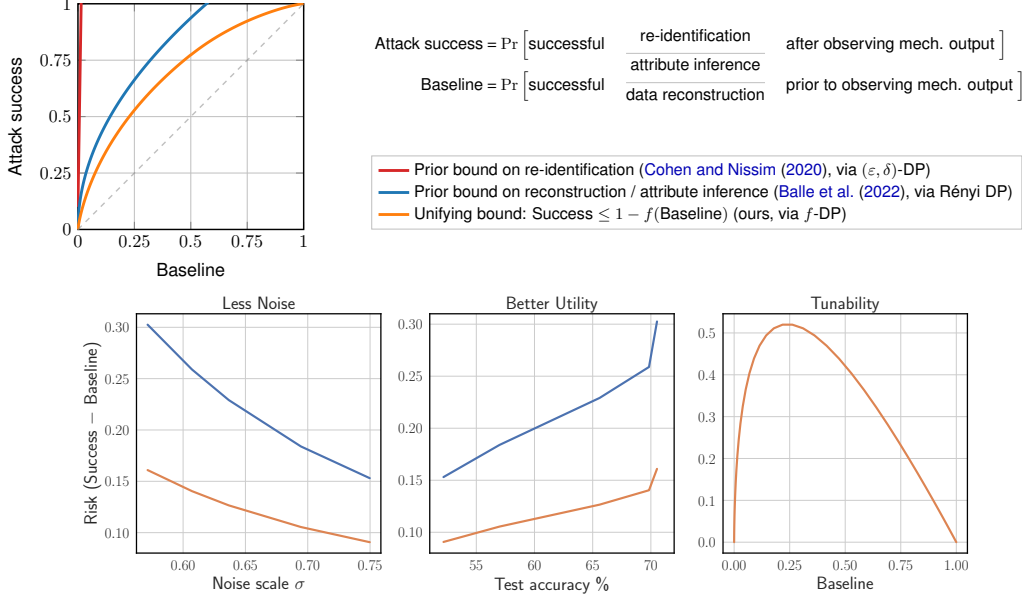 1
0.75
0.5
0.25
0
0 0.25 0.5 0.75 1
Attack success
Baseline
Attack success = Pr [successful re-identification after observing mech. output ]
attribute inference
Baseline = Pr [successful data reconstruction prior to observing mech. output ]
Prior bound on re-identification (Cohen and Nissim (2020), via (ε, δ)-DP)
Prior bound on reconstruction / attribute inference (Balle et al. (2022), via Rényi DP)
Unifying bound: Success ≤ 1 − f(Baseline) (ours, via f-DP)
Less Noise
Risk (Success − Baseline)
0.30
0.25
0.20
0.15
0.10
0.60 0.65 0.70 0.75
Noise scale σ
Better Utility
0.30
0.25
0.20
0.15
0.10
55 60 65 70
Test accuracy %
Tunability
0.5
0.4
0.3
0.2
0.1
0.0
0.00 0.25 0.50 0.75 1.00
Baseline